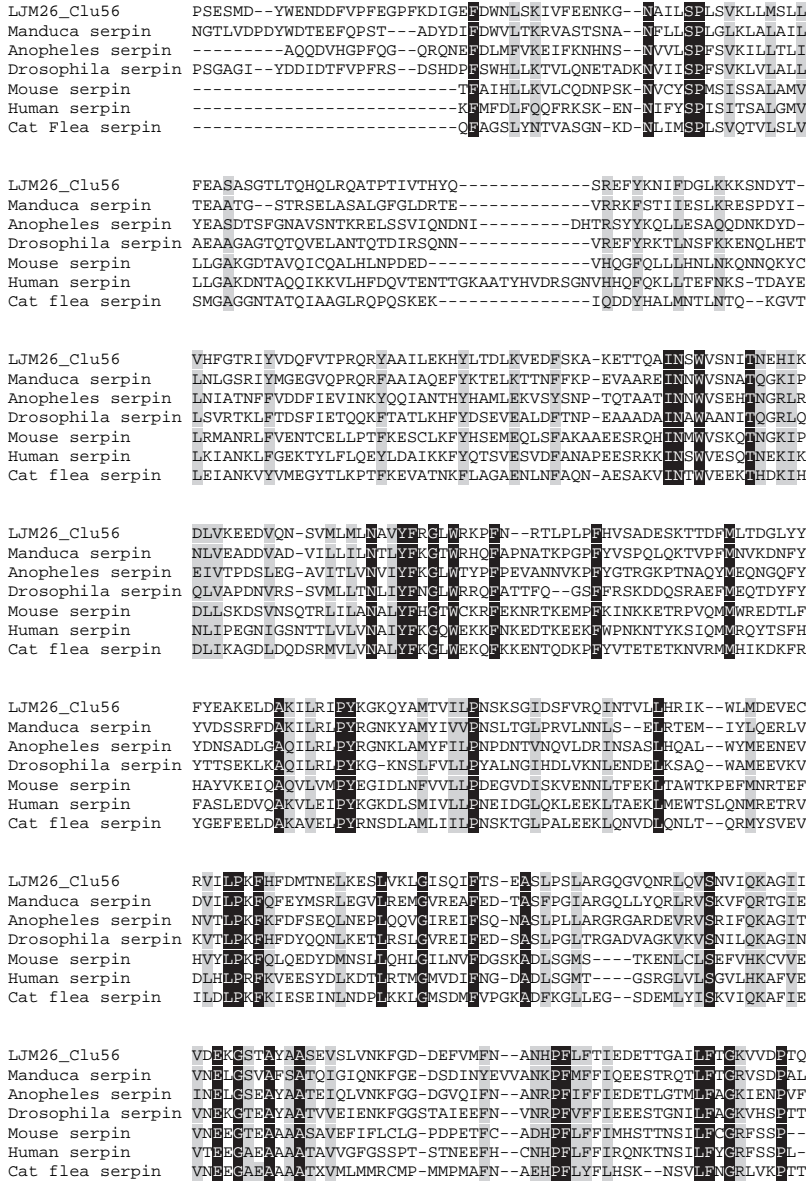 LJM26_Clu56 PSESMD--YWENDDFVPFEGPFKDIGEFDWNLSKIVFEENKG--NAILSPLSVKLLMSLL
Manduca serpin NGTLVDPDYWDTEEFQPST---ADYDIFDWVLTKRVASTSNA--NFLLSPLGLKLALAIL
Anopheles serpin ---------AQQDVHGPFQG--QRQNEFDLMFVKEIFKNHNS--NVVLSPFSVKILLTLI
Drosophila serpin PSGAGI--YDDIDTFVPFRS--DSHDPFSWHLLKTVLQNETADKNVIISPFSVKLVLALL
Mouse serpin --------------------------TFAIHLLKVLCQDNPSK-NVCYSPMSISSALAMV
Human serpin --------------------------KFMFDLFQQFRKSK-EN-NIFYSPISITSALGMV
Cat Flea serpin --------------------------QFAGSLYNTVASGN-KD-NLIMSPLSVQTVLSLV
LJM26_Clu56 FEASASGTLTQHQLRQATPTIVTHYQ-------------SREFYKNIFDGLKKKSNDYT-
Manduca serpin TEAATG--STRSELASALGFGLDRTE-------------VRRKFSTIIESLKRESPDYI-
Anopheles serpin YEASDTSFGNAVSNTKRELSSVIQNDNI---------DHTRSYYKQLLESAQQDNKDYD-
Drosophila serpin AEAAGAGTQTQVELANTQTDIRSQNN-------------VREFYRKTLNSFKKENQLHET
Mouse serpin LLGAKGDTAVQICQALHLNPDED----------------VHQGFQLLLHNLNKQNNQKYC
Human serpin LLGAKDNTAQQIKKVLHFDQVTENTTGKAATYHVDRSGNVHHQFQKLLTEFNKS-TDAYE
Cat flea serpin SMGAGGNTATQIAAGLRQPQSKEK---------------IQDDYHALMNTLNTQ--KGVT
LJM26_Clu56 VHFGTRIYVDQFVTPRQRYAAILEKHYLTDLKVEDFSKA-KETTQAINSWVSNITNEHIK
Manduca serpin LNLGSRIYMGEGVQPRQRFAAIAQEFYKTELKTTNFFKP-EVAAREINNWVSNATQGKIP
Anopheles serpin LNIATNFFVDDFIEVINKYQQIANTHYHAMLEKVSYSNP-TQTAATINNWVSEHTNGRLR
Drosophila serpin LSVRTKLFTDSFIETQQKFTATLKHFYDSEVEALDFTNP-EAAADAINAWAANITQGRLQ
Mouse serpin LRMANRLFVENTCELLPTFKESCLKFYHSEMEQLSFAKAAEESRQHINMWVSKQTNGKIP
Human serpin LKIANKLFGEKTYLFLQEYLDAIKKFYQTSVESVDFANAPEESRKKINSWVESQTNEKIK
Cat flea serpin LEIANKVYVMEGYTLKPTFKEVATNKFLAGAENLNFAQN-AESAKVINTWVEEKTHDKIH
LJM26_Clu56 DLVKEEDVQN-SVMLMLNAVYFRGLWRKPFN--RTLPLPFHVSADESKTTDFMLTDGLYY
Manduca serpin NLVEADDVAD-VILLILNTLYFKGTWRHQFAPNATKPGPFYVSPQLQKTVPFMNVKDNFY
Anopheles serpin EIVTPDSLEG-AVITLVNVIYFKGLWTYPFPEVANNVKPFYGTRGKPTNAQYMEQNGQFY
Drosophila serpin QLVAPDNVRS-SVMLLTNLIYFNGLWRRQFATTFQ--GSFFRSKDDQSRAEFMEQTDYFY
Mouse serpin DLLSKDSVNSQTRLILANALYFHGTWCKRFEKNRTKEMPFKINKKETRPVQMMWREDTLF
Human serpin NLIPEGNIGSNTTLVLVNAIYFKGQWEKKFNKEDTKEEKFWPNKNTYKSIQMMRQYTSFH
Cat flea serpin DLIKAGDLDQDSRMVLVNALYFKGLWEKQFKKENTQDKPFYVTETETKNVRMMHIKDKFR
LJM26_Clu56 FYEAKELDAKILRIPYKGKQYAMTVILPNSKSGIDSFVRQINTVLLHRIK--WLMDEVEC
Manduca serpin YVDSSRFDAKILRLPYRGNKYAMYIVVPNSLTGLPRVLNNLS--ELRTEM--IYLQERLV
Anopheles serpin YDNSADLGAQILRLPYRGNKLAMYFILPNPDNTVNQVLDRINSASLHQAL--WYMEENEV
Drosophila serpin YTTSEKLKAQILRLPYKG-KNSLFVLLPYALNGIHDLVKNLENDELKSAQ--WAMEEVKV
Mouse serpin HAYVKEIQAQVLVMPYEGIDLNFVVLLPDEGVDISKVENNLTFEKLTAWTKPEFMNRTEF
Human serpin FASLEDVQAKVLEIPYKGKDLSMIVLLPNEIDGLQKLEEKLTAEKLMEWTSLQNMRETRV
Cat flea serpin YGEFEELDAKAVELPYRNSDLAMLIILPNSKTGLPALEEKLQNVDLQNLT--QRMYSVEV
LJM26_Clu56 RVILPKFHFDMTNELKESLVKLGISQIFTS-EASLPSLARGQGVQNRLQVSNVIQKAGII
Manduca serpin DVILPKFQFEYMSRLEGVLREMGVREAFED-TASFPGIARGQLLYQRLRVSKVFQRTGIE
Anopheles serpin NVTLPKFKFDFSEQLNEPLQQVGIREIFSQ-NASLPLLARGRGARDEVRVSRIFQKAGIT
Drosophila serpin KVTLPKFHFDYQQNLKETLRSLGVREIFED-SASLPGLTRGADVAGKVKVSNILQKAGIN
Mouse serpin HVYLPKFQLQEDYDMNSLLQHLGILNVFDGSKADLSGMS----TKENLCLSEFVHKCVVE
Human serpin DLHLPRFKVEESYDLKDTLRTMGMVDIFNG-DADLSGMT----GSRGLVLSGVLHKAFVE
Cat flea serpin ILDLPKFKIESEINLNDPLKKLGMSDMFVPGKADFKGLLEG--SDEMLYISKVIQKAFIE
LJM26_Clu56 VDEKGSTAYAASEVSLVNKFGD-DEFVMFN--ANHPFLFTIEDETTGAILFTGKVVDPTQ
Manduca serpin VNELGSVAFSATQIGIQNKFGE-DSDINYEVVANKPFMFFIQEESTRQTLFTGRVSDPAL
Anopheles serpin INELGSEAYAATEIQLVNKFGG-DGVQIFN--ANRPFIFFIEDETLGTMLFAGKIENPVF
Drosophila serpin VNEKGTEAYAATVVEIENKFGGSTAIEEFN--VNRPFVFFIEEESTGNILFAGKVHSPTT
Mouse serpin VNEEGTEAAAASAVEFIFLCLG-PDPETFC--ADHPFLFFIMHSTTNSILFCGRFSSP--
Human serpin VTEEGAEAAAATAVVGFGSSPT-STNEEFH--CNHPFLFFIRQNKTNSILFYGRFSSPL-
Cat flea serpin VNEEGAEAAAATXVMLMMRCMP-MMPMAFN--AEHPFLYFLHSK--NSVLFNGRLVKPTT